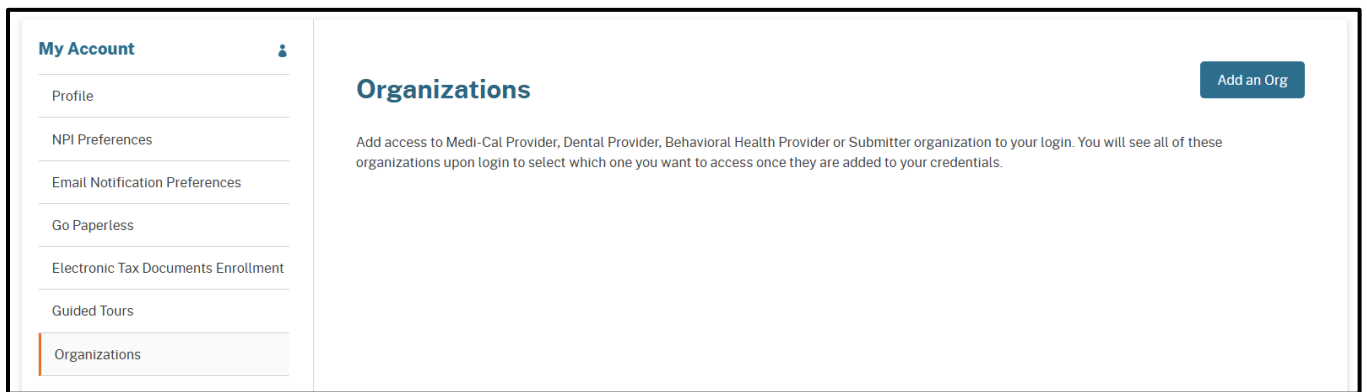 My Account
Profile
NPI Preferences
Email Notification Preferences
Go Paperless
Electronic Tax Documents Enrollment
Guided Tours
Organizations
Organizations
Add an Org
Add access to Medi-Cal Provider, Dental Provider, Behavioral Health Provider or Submitter organization to your login. You will see all of these
organizations upon login to select which one you want to access once they are added to your credentials.